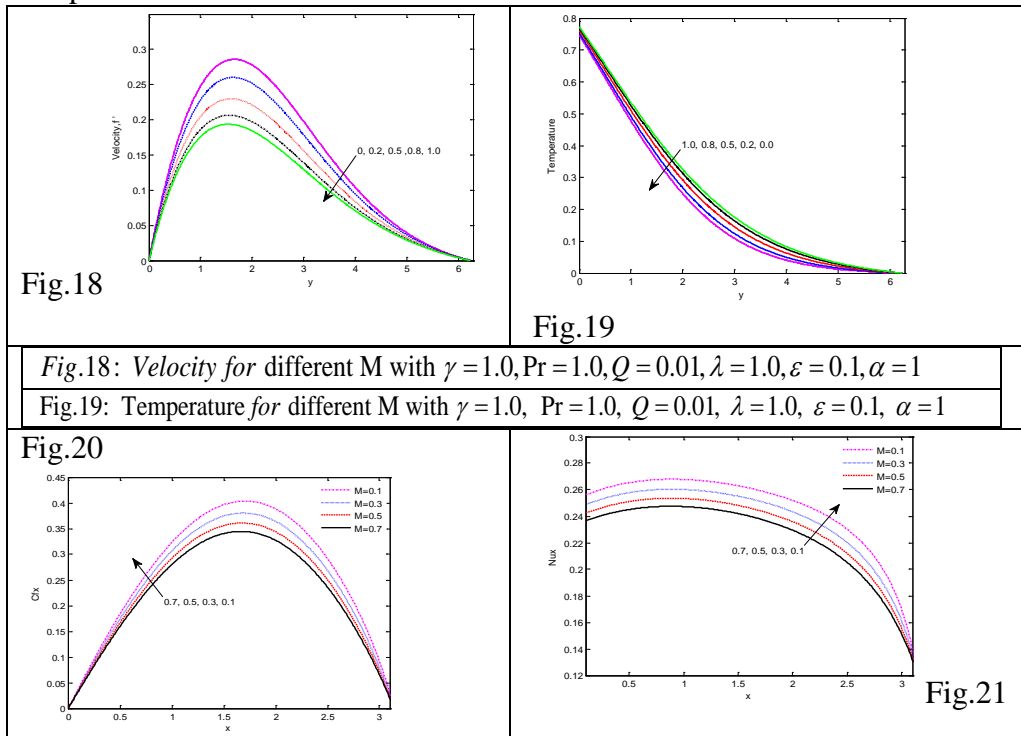 0.3
0.25
0.2
0.15
0.1
0.05
0
Velocity,f '
0, 0.2, 0.5 ,0.8, 1.0
0 1 2 3 4 5 6
y
Fig.18
0.8
0.7
0.6
0.5
0.4
0.3
0.2
0.1
0
Temperature
1.0, 0.8, 0.5, 0.2, 0.0
0 1 2 3 4 5 6
y
Fig.19
Fig.18: Velocity for different M with γ = 1.0, Pr = 1.0, Q = 0.01, λ = 1.0, ε = 0.1, α = 1
Fig.19: Temperature for different M with γ = 1.0, Pr = 1.0, Q = 0.01, λ = 1.0, ε = 0.1, α = 1
Fig.20
0.45
0.4
0.35
0.3
0.25
0.2
0.15
0.1
0.05
0
Cfx
M=0.1
M=0.3
M=0.5
M=0.7
0.7, 0.5, 0.3, 0.1
0 0.5 1 1.5 2 2.5 3
x
0.3
0.28
0.26
0.24
0.22
0.2
0.18
0.16
0.14
0.12
Nux
M=0.1
M=0.3
M=0.5
M=0.7
0.7, 0.5, 0.3, 0.1
0.5 1 1.5 2 2.5 3
x
Fig.21